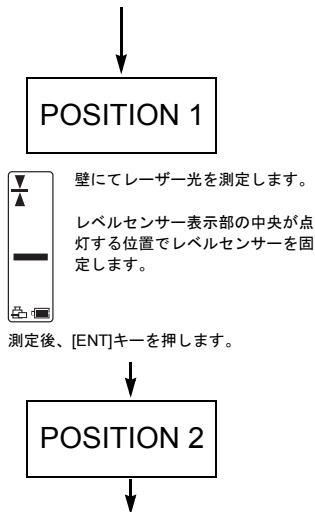 POSITION 1
壁にてレーザー光を測定します。
レベルセンサー表示部の中央が点
灯する位置でレベルセンサーを固
定します。
測定後、[ENT]キーを押します。
POSITION 2